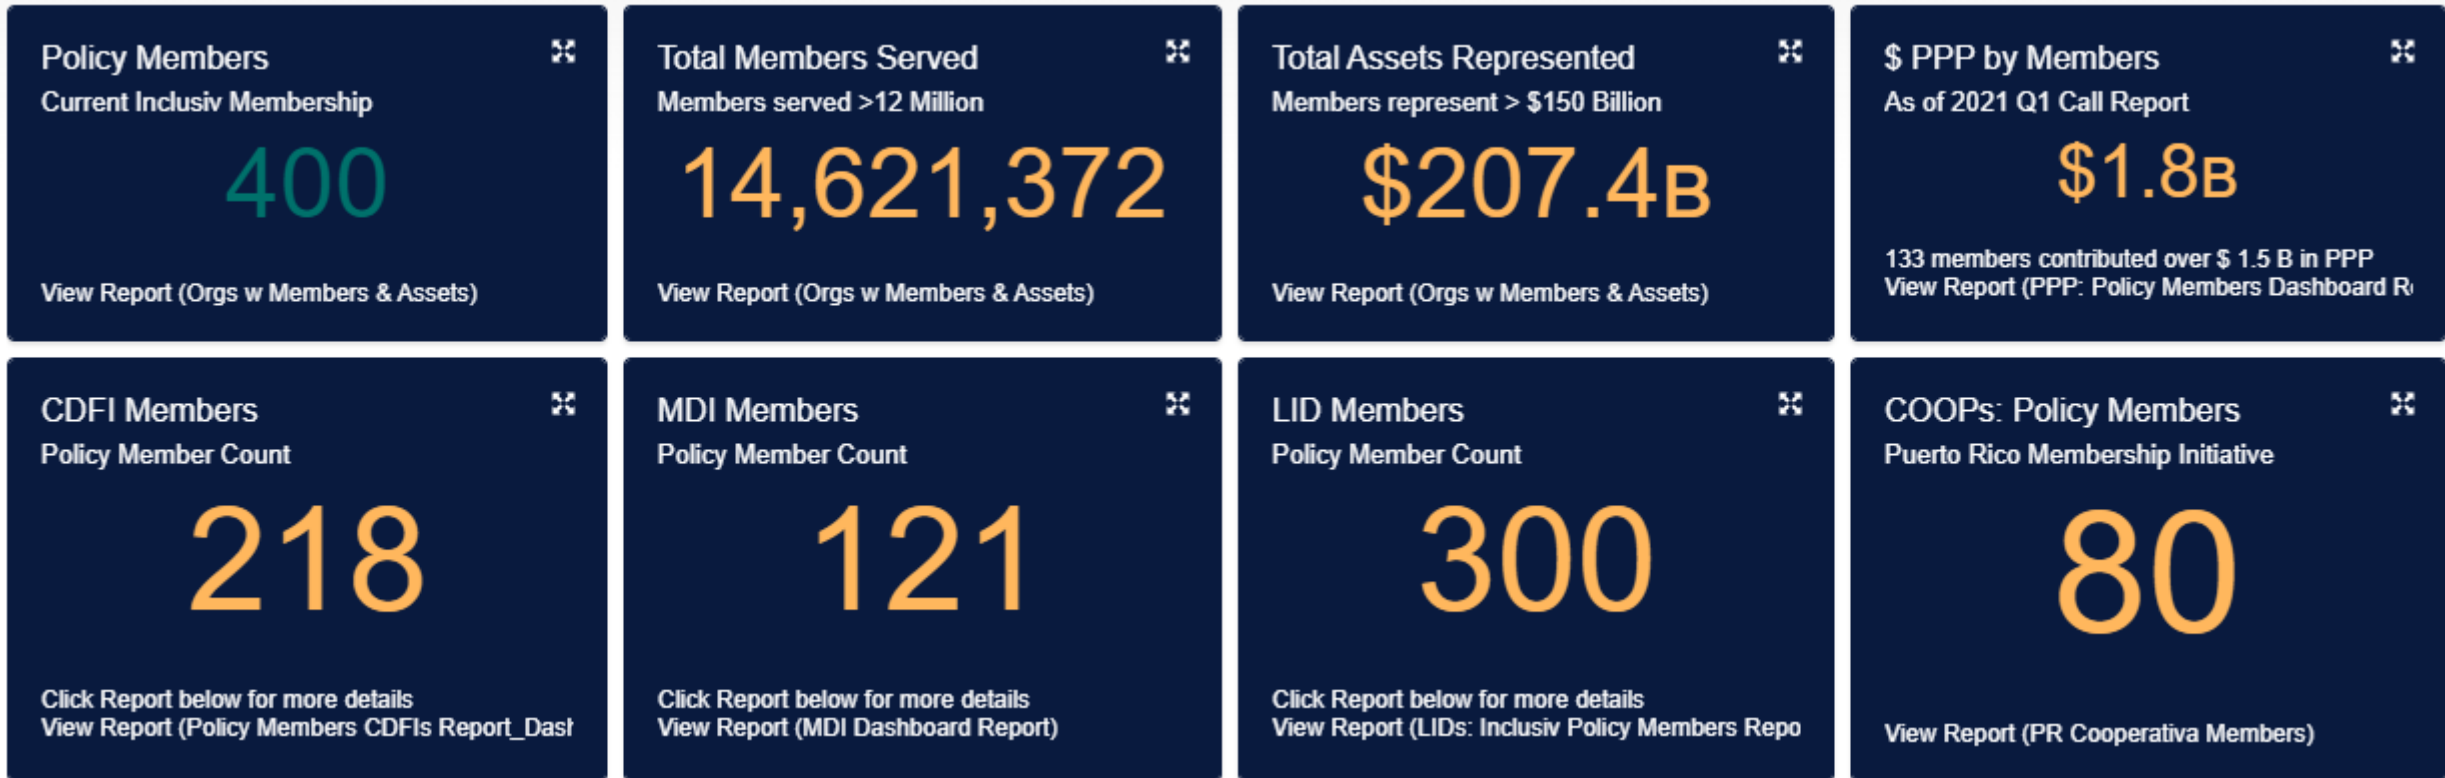 Policy Members
Current Inclusiv Membership
400
View Report (Orgs w Members & Assets)
Total Members Served
Members served >12 Million
14,621,372
View Report (Orgs w Members & Assets)
Total Assets Represented
Members represent > $150 Billion
$207.4B
View Report (Orgs w Members & Assets)
$ PPP by Members
As of 2021 Q1 Call Report
$1.8B
133 members contributed over $ 1.5 B in PPP
View Report (PPP: Policy Members Dashboard
CDFI Members
Policy Member Count
218
Click Report below for more details
View Report (Policy Members CDFIs Report_Dash
MDI Members
Policy Member Count
121
Click Report below for more details
View Report (MDI Dashboard Report)
LID Members
Policy Member Count
300
Click Report below for more details
View Report (LIDs: Inclusiv Policy Members Repo
COOPs: Policy Members
Puerto Rico Membership Initiative
80
View Report (PR Cooperativa Members)